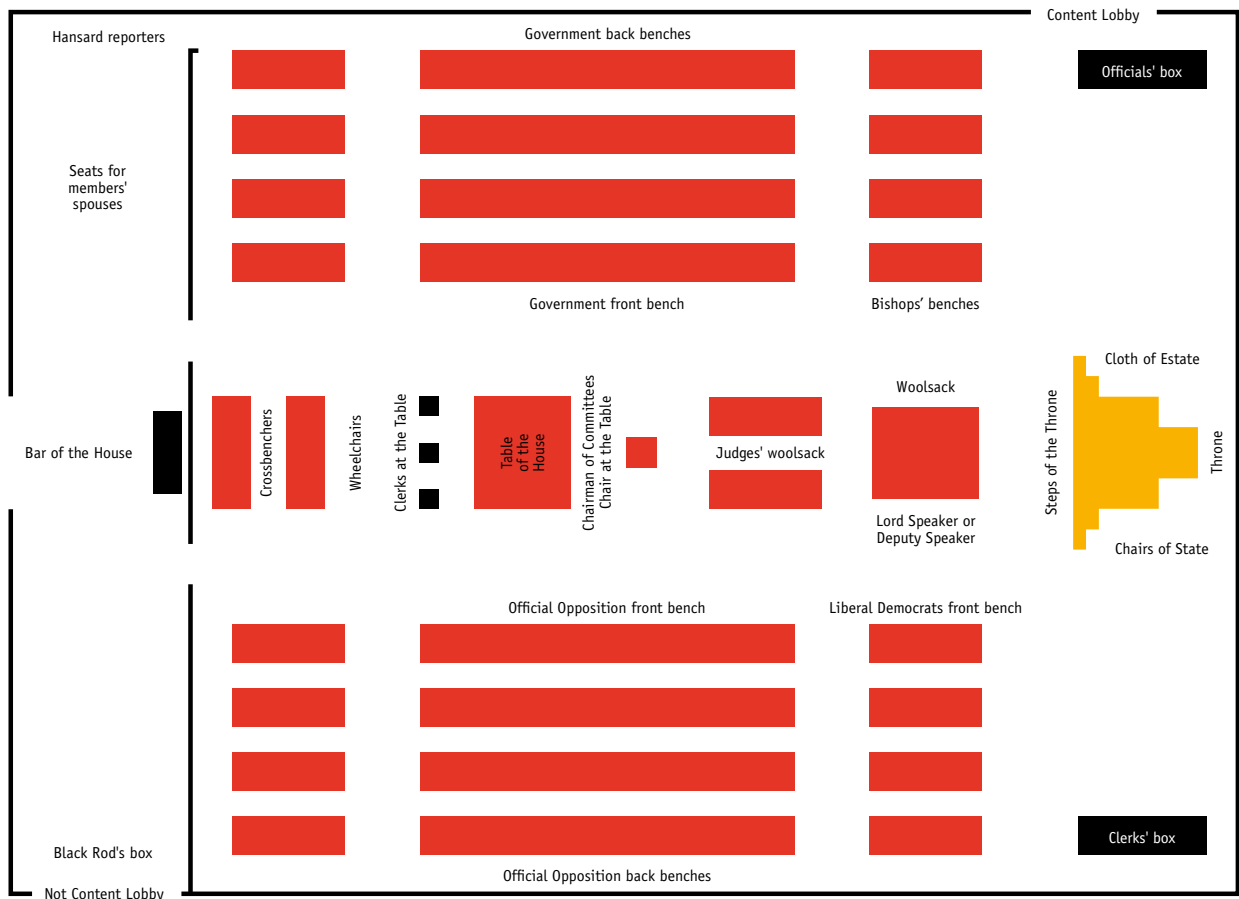 Content Lobby
Hansard reporters
Government back benches
Officials' box
Seats for
members'
spouses
Government front bench
Bishops’ benches
Cloth of Estate
Woolsack
Bar of the House
Crossbenchers
Wheelchairs
Clerks at the Table
Table
of the
House
Chairman of Committees
Chair at the Table
Judges' woolsack
Steps of the Throne
Throne
Lord Speaker or
Deputy Speaker
Chairs of State
Official Opposition front bench
Liberal Democrats front bench
Black Rod's box
Clerks' box
Official Opposition back benches
Not Content Lobby